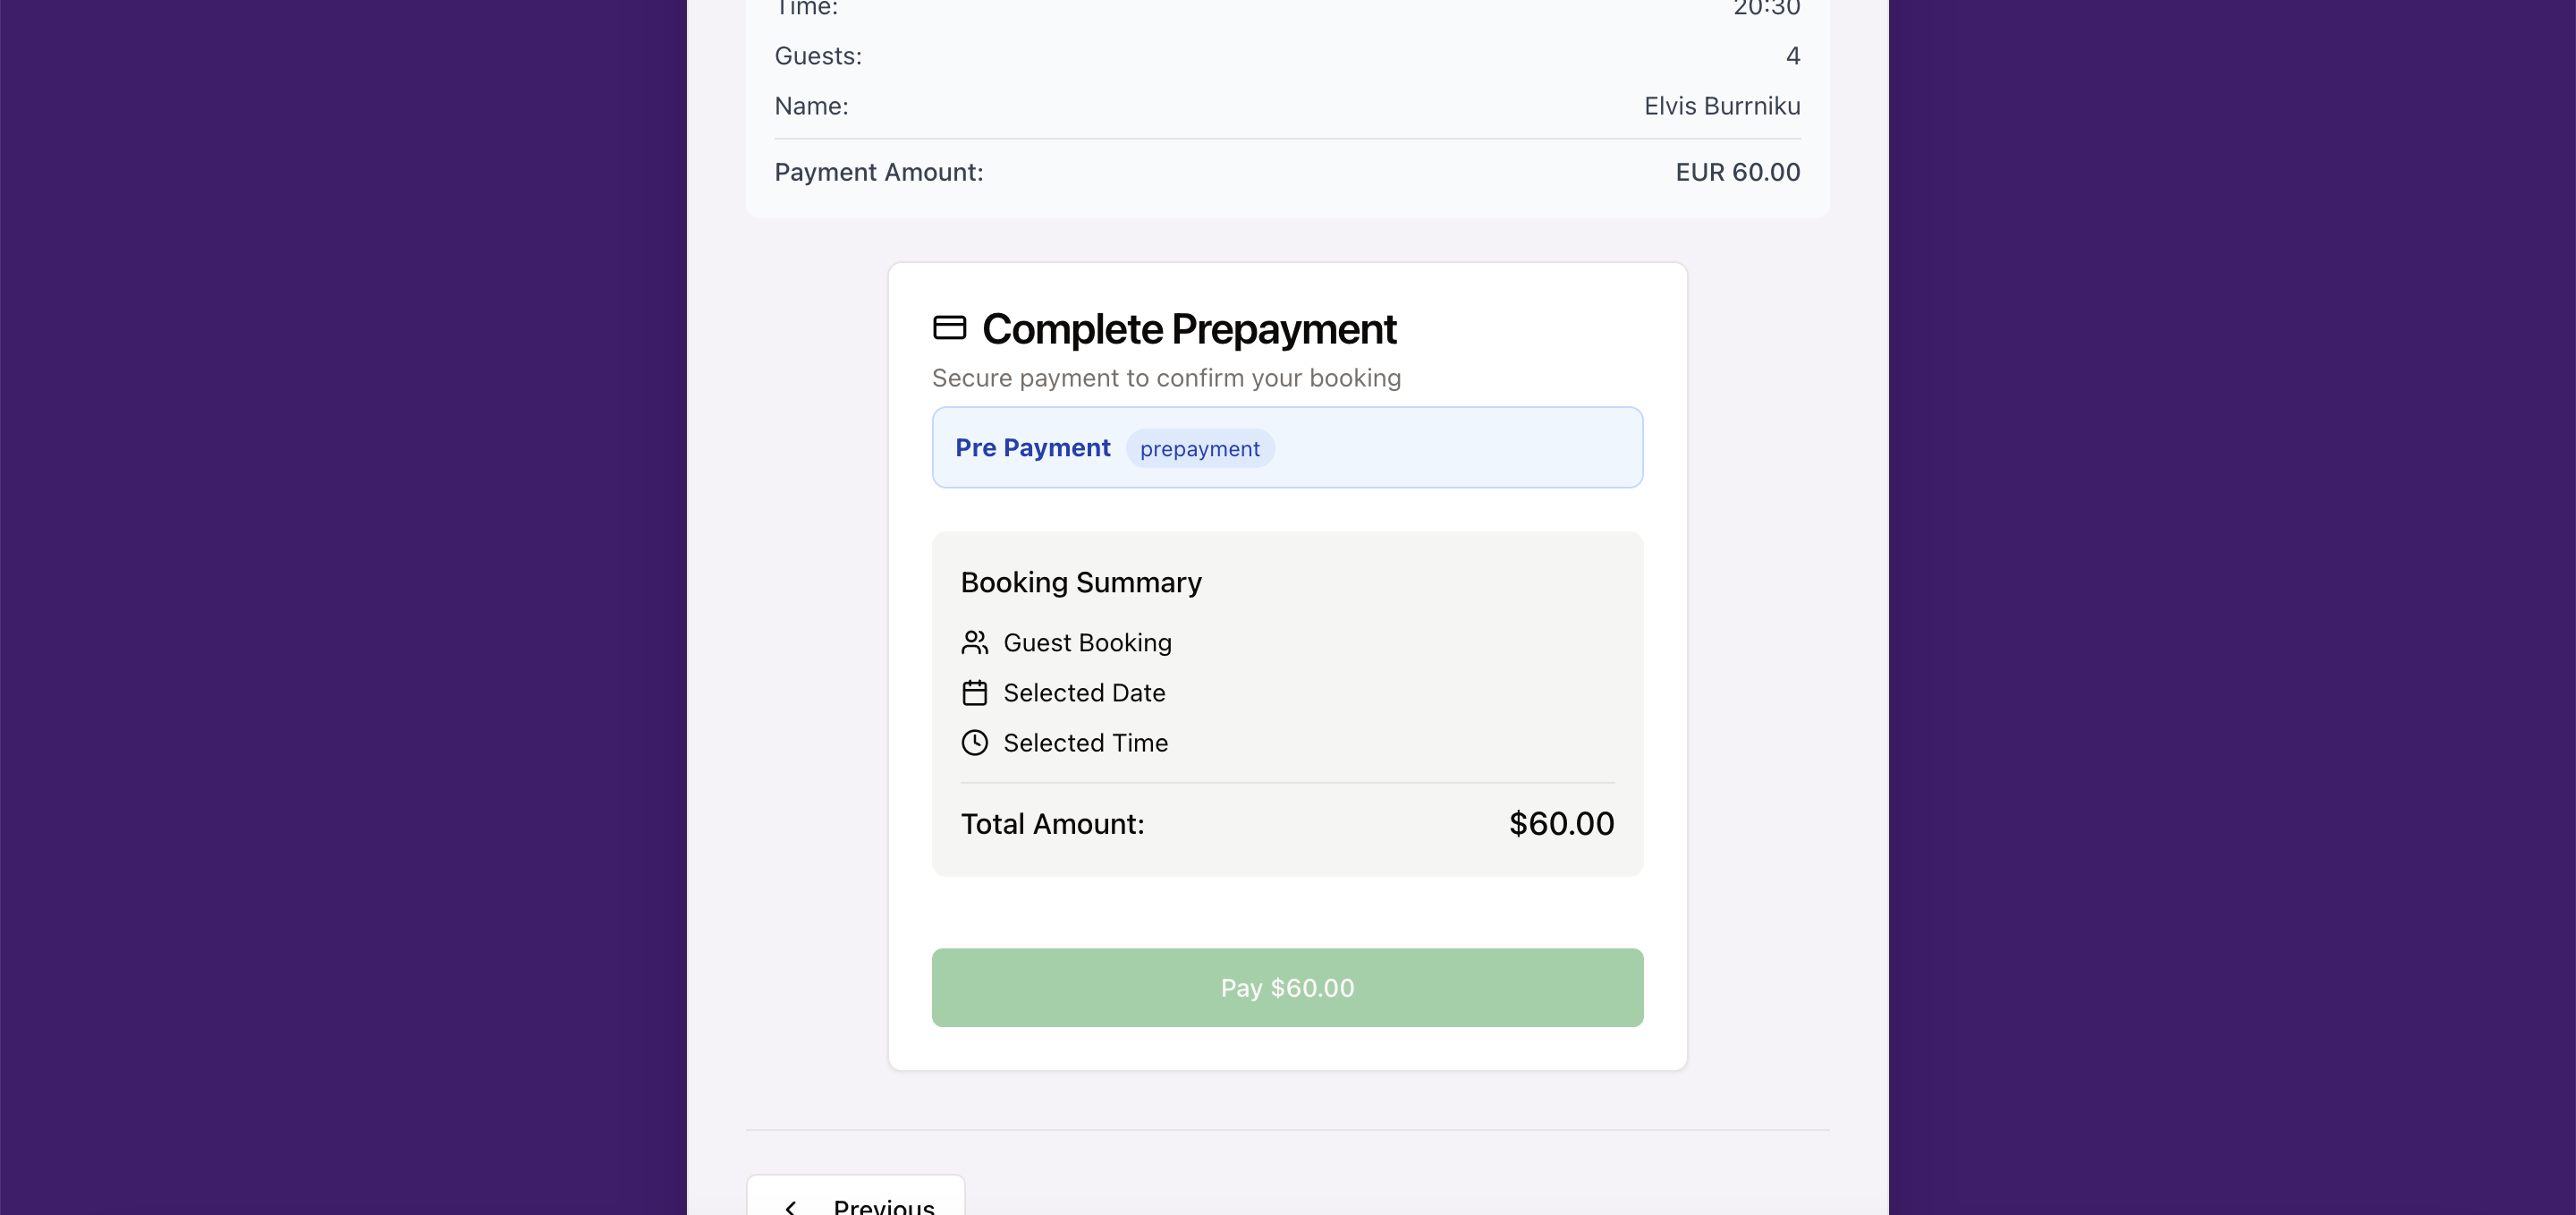 Time: 20:30
Guests: 4
Name: Elvis Burrniku
Payment Amount: EUR 60.00
Complete Prepayment
Secure payment to confirm your booking
Pre Payment prepayment
Booking Summary
Guest Booking
Selected Date
Selected Time
Total Amount: $60.00
Pay $60.00
Previous